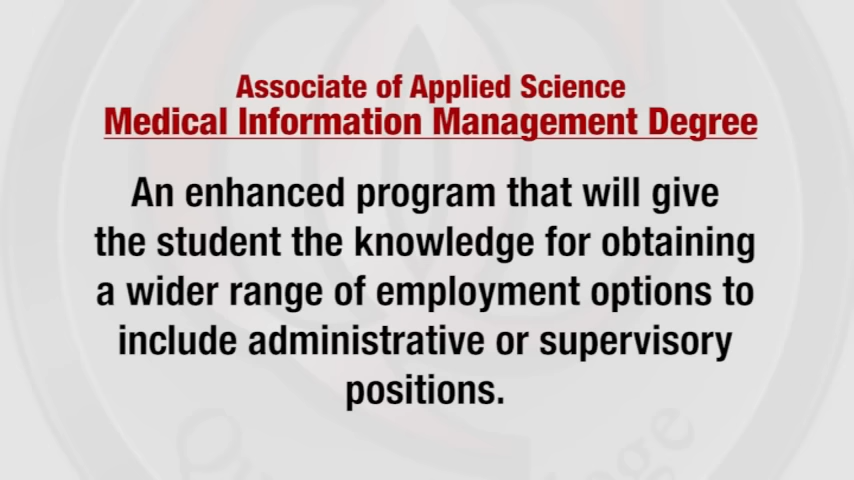 Associate of Applied Science
Medical Information Management Degree
An enhanced program that will give
the student the knowledge for obtaining
a wider range of employment options to
include administrative or supervisory
positions.